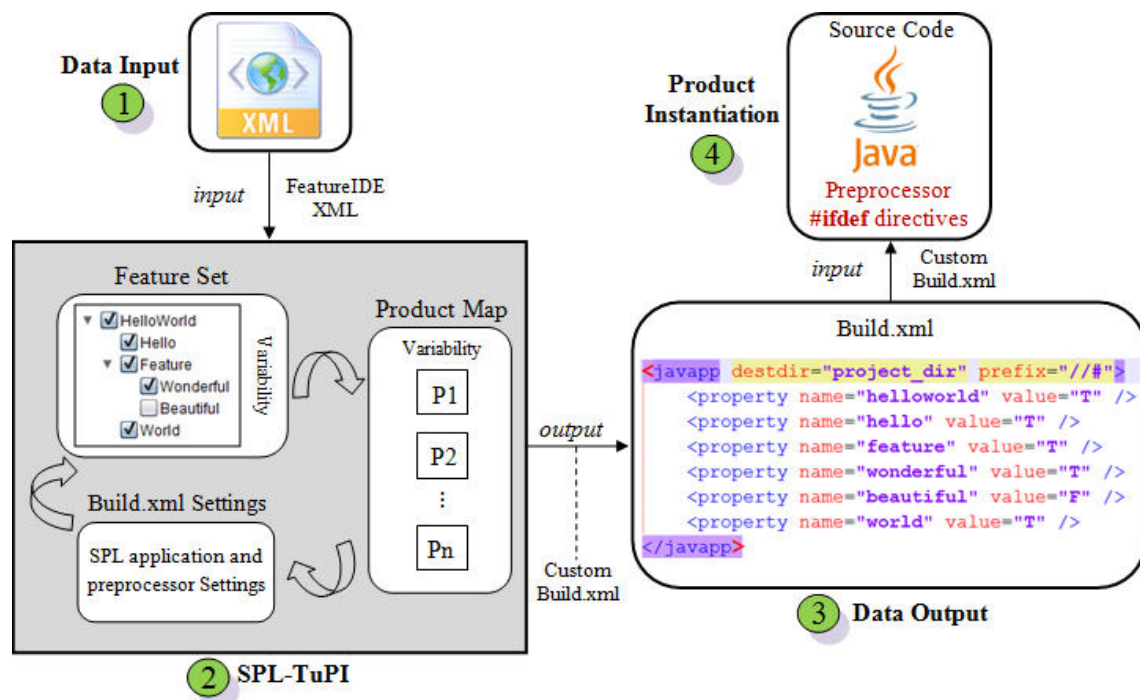 Data Input
1
XML
input
FeatureIDE
XML
Feature Set
HelloWorld
Hello
Feature
Wonderful
Beautiful
World
Variability
Product Map
Variability
P1
P2
⋮
Pn
Build.xml Settings
SPL application and
preprocessor Settings
2 SPL-TuPI
output
Custom
Build.xml
Build.xml
<javapp destdir="project_dir" prefix="//#">
<property name="helloworld" value="T" />
<property name="hello" value="T" />
<property name="feature" value="T" />
<property name="wonderful" value="T" />
<property name="beautiful" value="F" />
<property name="world" value="T" />
</javapp>
3 Data Output
input
Custom
Build.xml
Product
Instantiation
4
Source Code
Java
Preprocessor
#ifdef directives